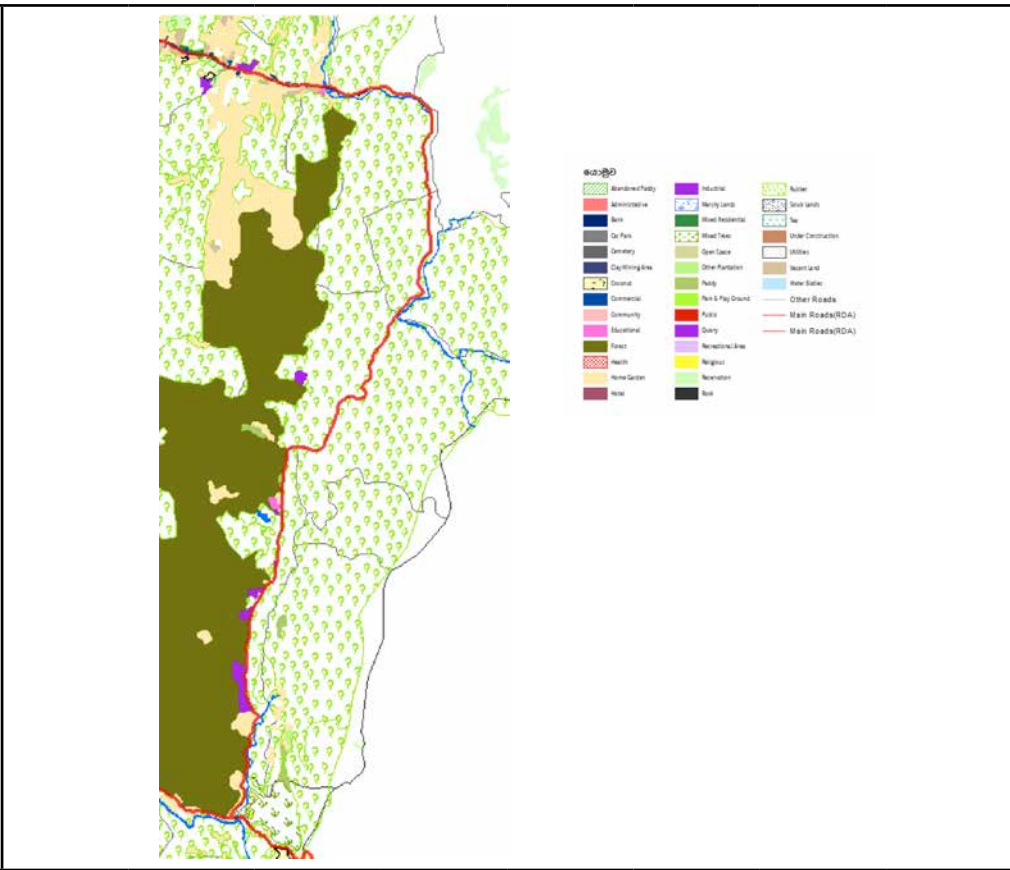 යොමුව
Abandoned Paddy
Administrative
Bank
Car Park
Cemetery
Clay Mining Area
Coconut
Commercial
Community
Educational
Forest
Health
Home Garden
Hotel
Industrial
Marshy Lands
Mixed Residential
Mixed Trees
Open Space
Other Plantation
Paddy
Park & Play Ground
Public
Quarry
Recreational Area
Religious
Reservation
Rock
Rubber
Scrub lands
Tea
Under Construction
Utilities
Vacant Land
Water Bodies
Other Roads
Main Roads(RDA)
Main Roads(RDA)